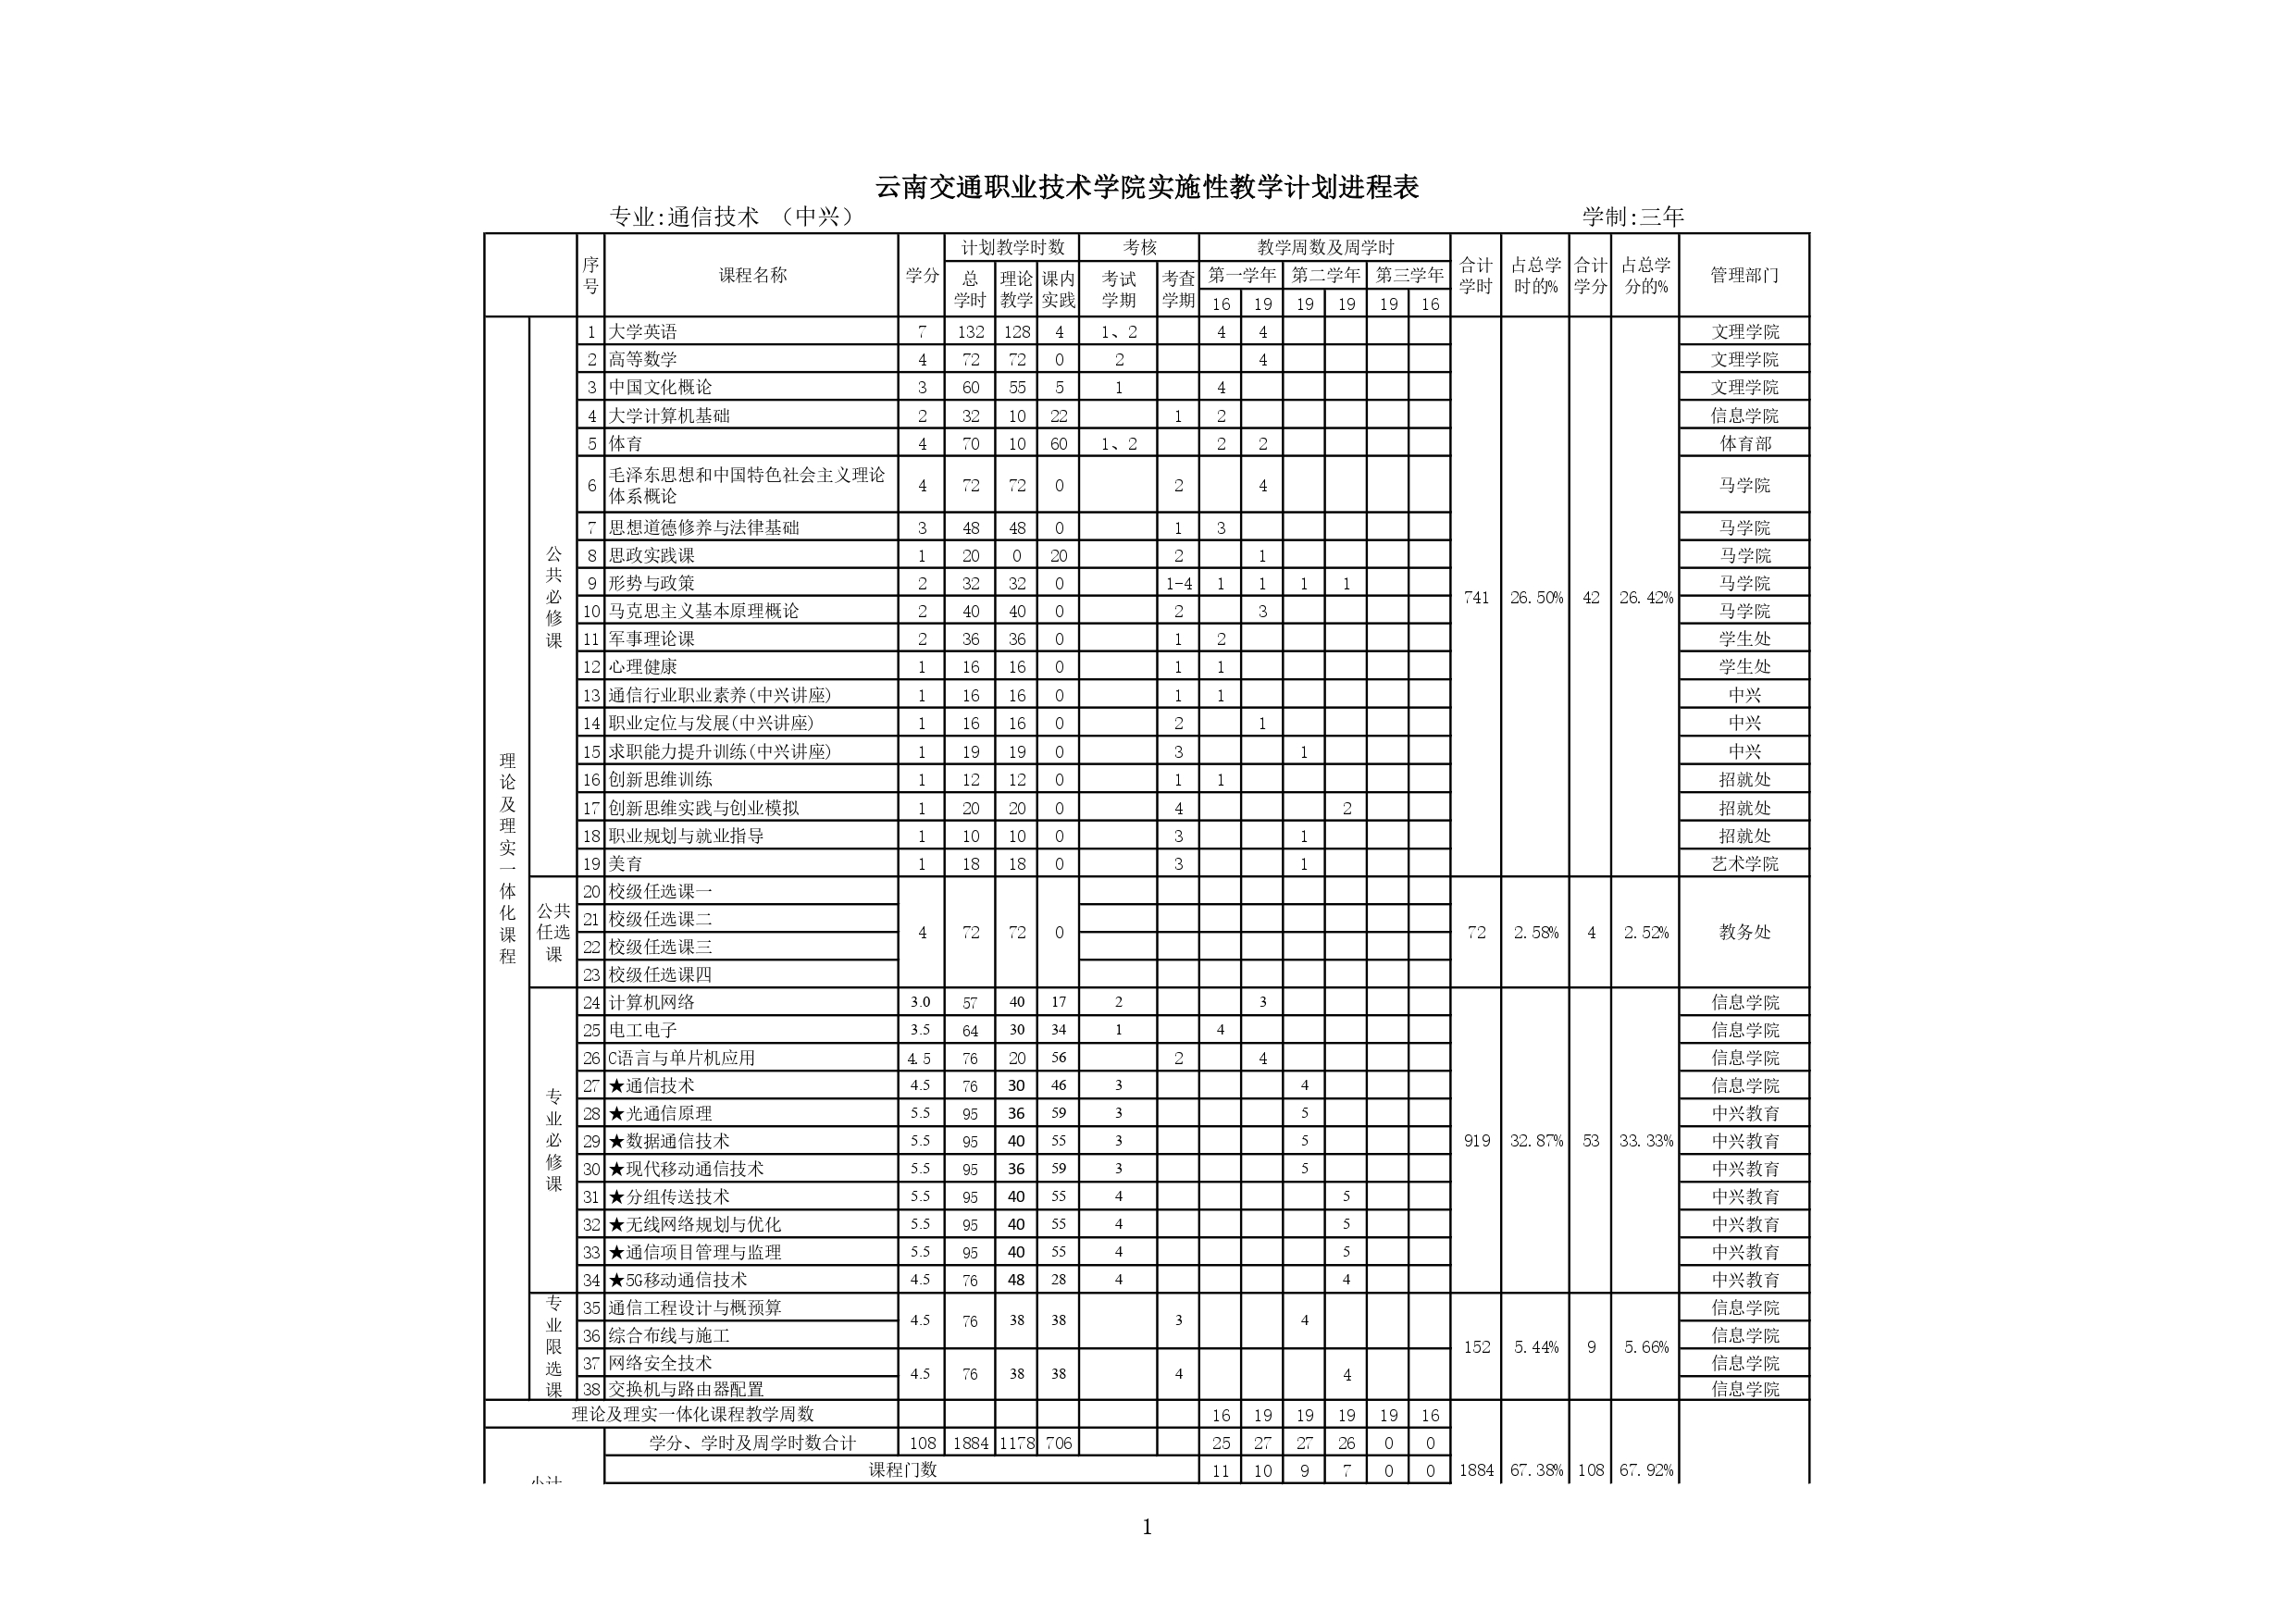 云南交通职业技术学院实施性教学计划进程表
专业:通信技术 （中兴） 学制:三年
序号 课程名称 学分 计划教学时数 考核 教学周数及周学时 合计学时 占总学时的% 合计学分 占总学分的% 管理部门
总学时 理论教学 课内实践 考试学期 考查学期 第一学年 第二学年 第三学年
16 19 19 19 19 16
理论及理实一体化课程
公共必修课
1 大学英语 7 132 128 4 1、2 4 4 文理学院
2 高等数学 4 72 72 0 2 4 文理学院
3 中国文化概论 3 60 55 5 1 4 文理学院
4 大学计算机基础 2 32 10 22 1 2 信息学院
5 体育 4 70 10 60 1、2 2 2 体育部
6 毛泽东思想和中国特色社会主义理论
体系概论 4 72 72 0 2 4 马学院
7 思想道德修养与法律基础 3 48 48 0 1 3 马学院
8 思政实践课 1 20 0 20 2 1 马学院
9 形势与政策 2 32 32 0 1-4 1 1 1 1 马学院
741 26.50% 42 26.42%
10 马克思主义基本原理概论 2 40 40 0 2 3 马学院
11 军事理论课 2 36 36 0 1 2 学生处
12 心理健康 1 16 16 0 1 1 学生处
13 通信行业职业素养(中兴讲座) 1 16 16 0 1 1 中兴
14 职业定位与发展(中兴讲座) 1 16 16 0 2 1 中兴
15 求职能力提升训练(中兴讲座) 1 19 19 0 3 1 中兴
16 创新思维训练 1 12 12 0 1 1 招就处
17 创新思维实践与创业模拟 1 20 20 0 4 2 招就处
18 职业规划与就业指导 1 10 10 0 3 1 招就处
19 美育 1 18 18 0 3 1 艺术学院
公共任选课
20 校级任选课一
21 校级任选课二
4 72 72 0 72 2.58% 4 2.52% 教务处
22 校级任选课三
23 校级任选课四
专业必修课
24 计算机网络 3.0 57 40 17 2 3 信息学院
25 电工电子 3.5 64 30 34 1 4 信息学院
26 C语言与单片机应用 4.5 76 20 56 2 4 信息学院
27 ★通信技术 4.5 76 30 46 3 4 信息学院
28 ★光通信原理 5.5 95 36 59 3 5 中兴教育
29 ★数据通信技术 5.5 95 40 55 3 5 919 32.87% 53 33.33% 中兴教育
30 ★现代移动通信技术 5.5 95 36 59 3 5 中兴教育
31 ★分组传送技术 5.5 95 40 55 4 5 中兴教育
32 ★无线网络规划与优化 5.5 95 40 55 4 5 中兴教育
33 ★通信项目管理与监理 5.5 95 40 55 4 5 中兴教育
34 ★5G移动通信技术 4.5 76 48 28 4 4 中兴教育
专业限选课
35 通信工程设计与概预算 信息学院
4.5 76 38 38 3 4
36 综合布线与施工 信息学院
152 5.44% 9 5.66%
37 网络安全技术 信息学院
4.5 76 38 38 4 4
38 交换机与路由器配置 信息学院
理论及理实一体化课程教学周数 16 19 19 19 19 16
学分、学时及周学时数合计 108 1884 1178 706 25 27 27 26 0 0
课程门数 11 10 9 7 0 0 1884 67.38% 108 67.92%
1